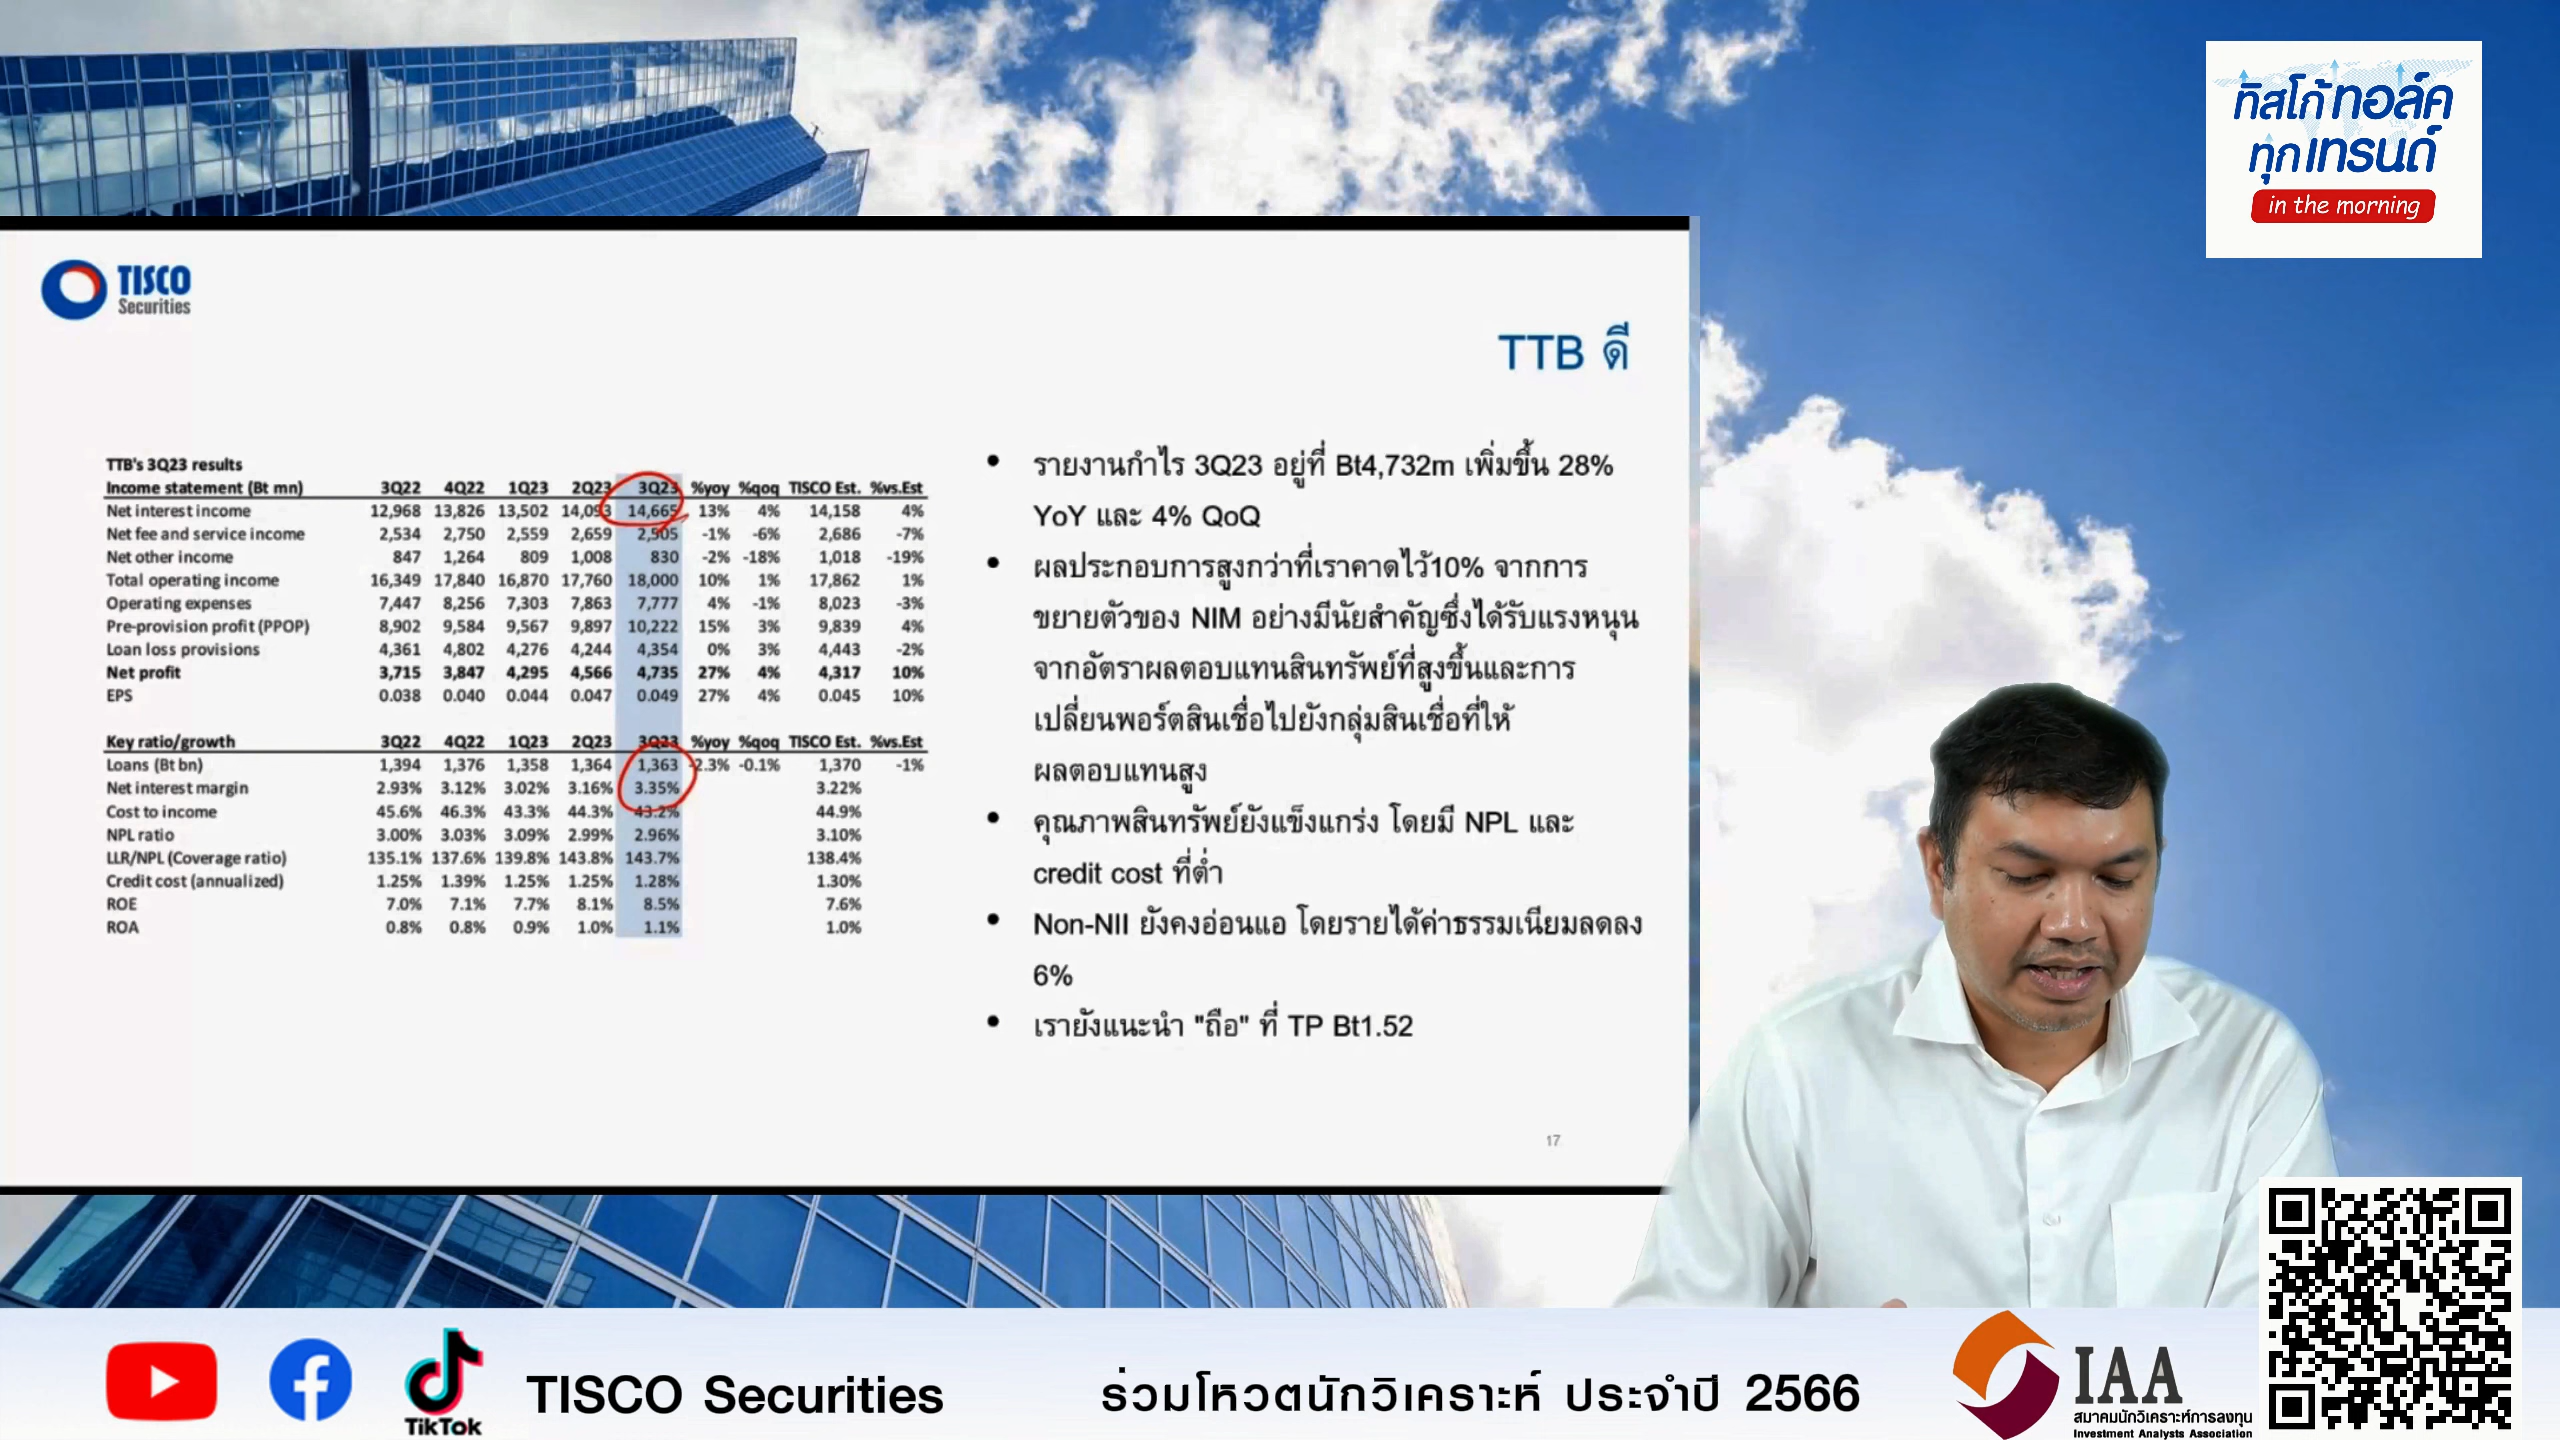 ทิสโก้ทอล์ค
ทุกเทรนด์
in the morning
TISCO
Securities
TTB ดี
TTB's 3Q23 results
Income statement (Bt mn) 3Q22 4Q22 1Q23 2Q23 3Q23 %yoy %qoq TISCO Est. %vs.Est
Net interest income 12,968 13,826 13,502 14,093 14,665 13% 4% 14,158 4%
Net fee and service income 2,534 2,750 2,559 2,659 2,505 -1% -6% 2,686 -7%
Net other income 847 1,264 809 1,008 830 -2% -18% 1,018 -19%
Total operating income 16,349 17,840 16,870 17,760 18,000 10% 1% 17,862 1%
Operating expenses 7,447 8,256 7,303 7,863 7,777 4% -1% 8,023 -3%
Pre-provision profit (PPOP) 8,902 9,584 9,567 9,897 10,222 15% 3% 9,839 4%
Loan loss provisions 4,361 4,802 4,276 4,244 4,354 0% 3% 4,443 -2%
Net profit 3,715 3,847 4,295 4,566 4,735 27% 4% 4,317 10%
EPS 0.038 0.040 0.044 0.047 0.049 27% 4% 0.045 10%
Key ratio/growth 3Q22 4Q22 1Q23 2Q23 3Q23 %yoy %qoq TISCO Est. %vs.Est
Loans (Bt bn) 1,394 1,376 1,358 1,364 1,363 -2.3% -0.1% 1,370 -1%
Net interest margin 2.93% 3.12% 3.02% 3.16% 3.35% 3.22%
Cost to income 45.6% 46.3% 43.3% 44.3% 43.2% 44.9%
NPL ratio 3.00% 3.03% 3.09% 2.99% 2.96% 3.10%
LLR/NPL (Coverage ratio) 135.1% 137.6% 139.8% 143.8% 143.7% 138.4%
Credit cost (annualized) 1.25% 1.39% 1.25% 1.25% 1.28% 1.30%
ROE 7.0% 7.1% 7.7% 8.1% 8.5% 7.6%
ROA 0.8% 0.8% 0.9% 1.0% 1.1% 1.0%
• รายงานกำไร 3Q23 อยู่ที่ Bt4,732m เพิ่มขึ้น 28%
YoY และ 4% QoQ
• ผลประกอบการสูงกว่าที่เราคาดไว้10% จากการ
ขยายตัวของ NIM อย่างมีนัยสำคัญซึ่งได้รับแรงหนุน
จากอัตราผลตอบแทนสินทรัพย์ที่สูงขึ้นและการ
เปลี่ยนพอร์ตสินเชื่อไปยังกลุ่มสินเชื่อที่ให้
ผลตอบแทนสูง
• คุณภาพสินทรัพย์ยังแข็งแกร่ง โดยมี NPL และ
credit cost ที่ต่ำ
• Non-NII ยังคงอ่อนแอ โดยรายได้ค่าธรรมเนียมลดลง
6%
• เรายังแนะนำ "ถือ" ที่ TP Bt1.52
17
TikTok
TISCO Securities
ร่วมโหวตนักวิเคราะห์ ประจำปี 2566
IAA
สมาคมนักวิเคราะห์การลงทุน
Investment Analysts Association